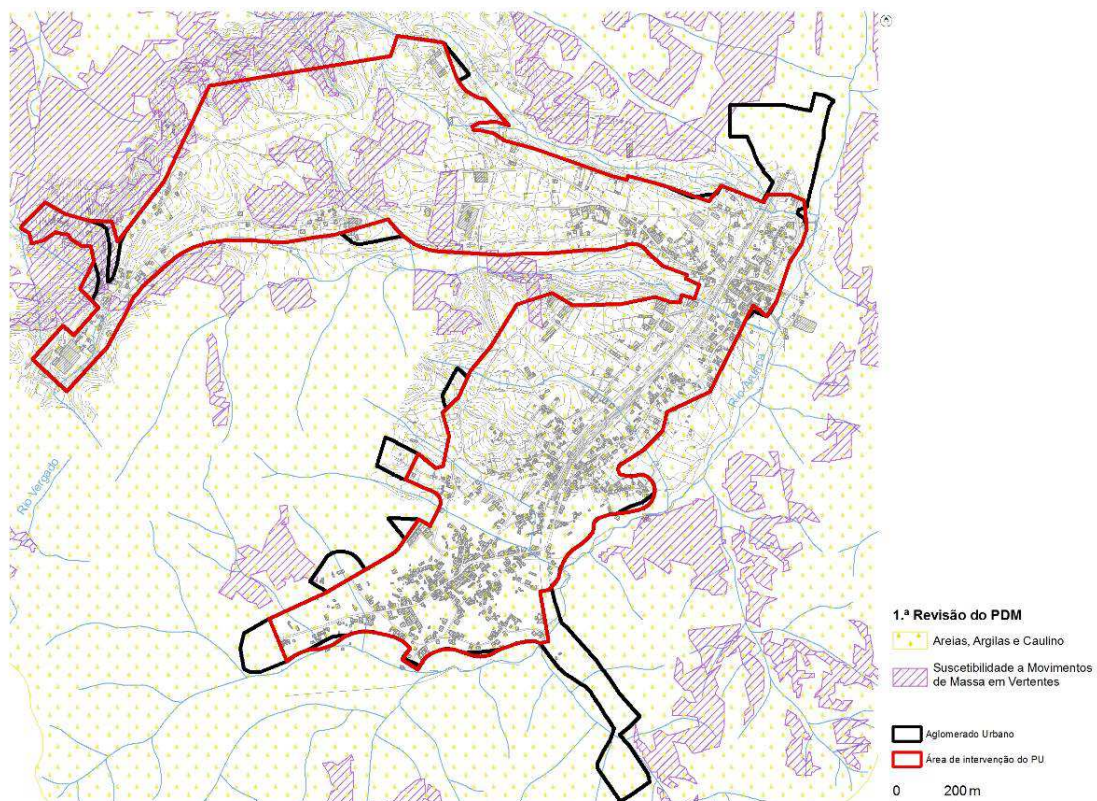 Rio Arunca
Rio Vergado
1.ª Revisão do PDM
Areias, Argilas e Caulino
Suscetibilidade a Movimentos
de Massa em Vertentes
Aglomerado Urbano
Área de intervenção do PU
0 200 m